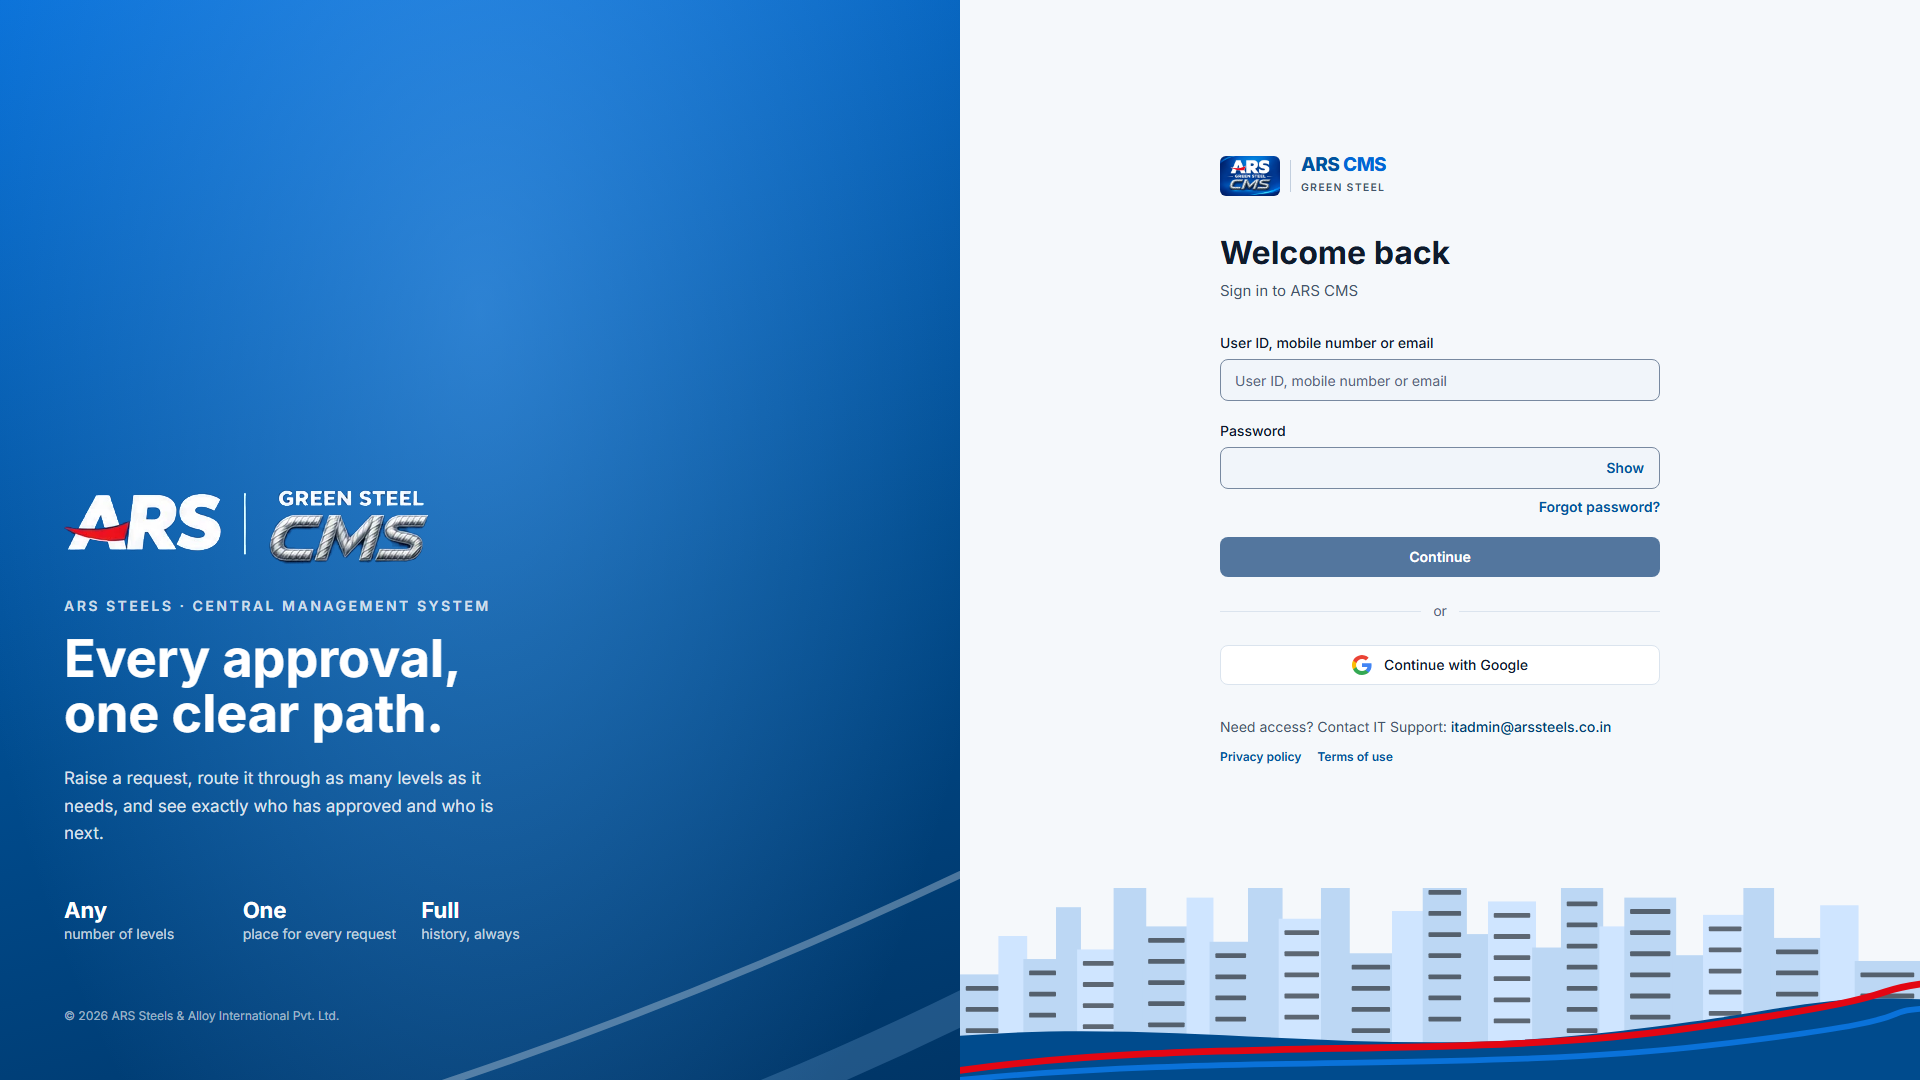 ARS
GREEN STEEL
CMS
ARS STEELS · CENTRAL MANAGEMENT SYSTEM
Every approval,
one clear path.
Raise a request, route it through as many levels as it
needs, and see exactly who has approved and who is
next.
Any
number of levels
One
place for every request
Full
history, always
© 2026 ARS Steels & Alloy International Pvt. Ltd.
ARS
GREEN STEEL
CMS
ARS CMS
GREEN STEEL
Welcome back
Sign in to ARS CMS
User ID, mobile number or email
User ID, mobile number or email
Password
Show
Forgot password?
Continue
or
Continue with Google
Need access? Contact IT Support: itadmin@arssteels.co.in
Privacy policy Terms of use